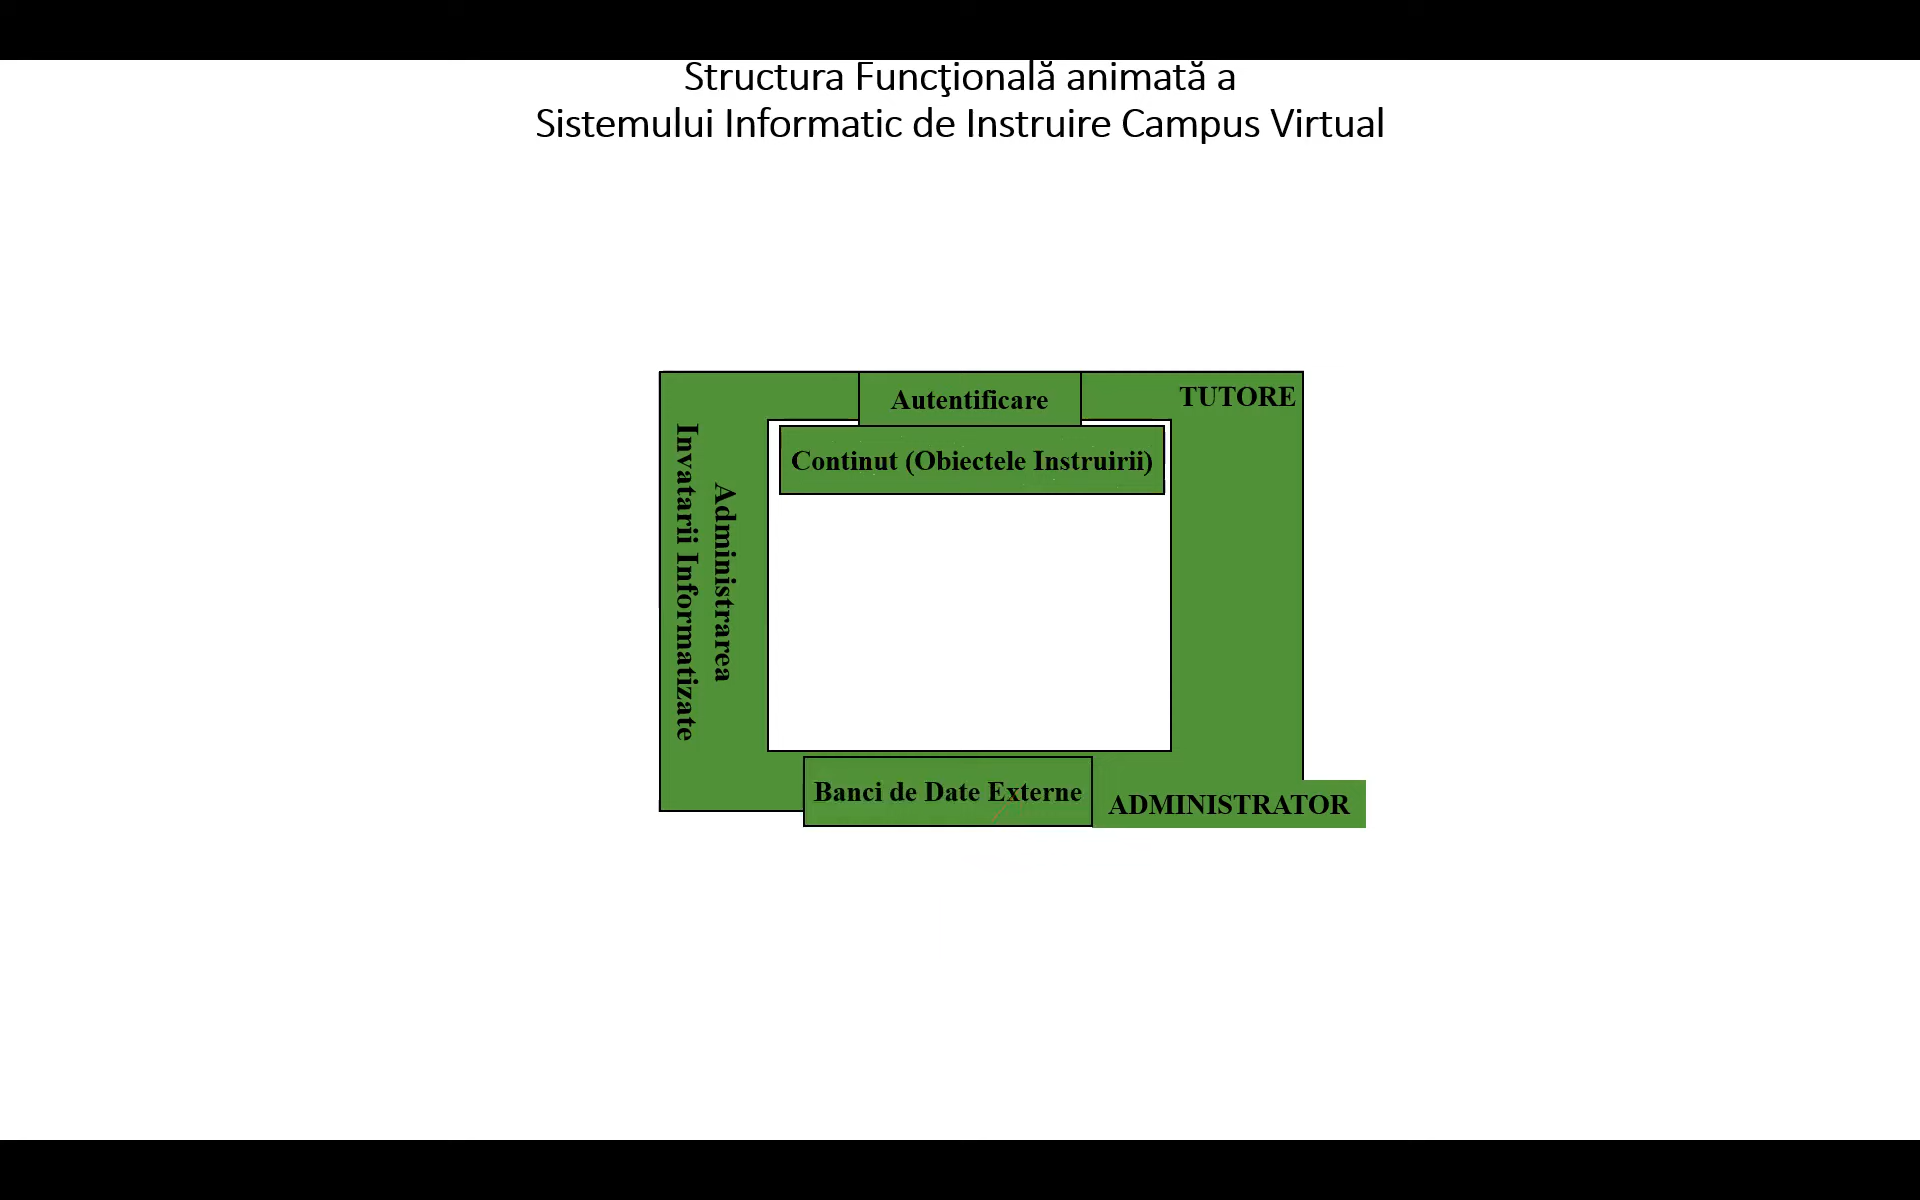 Structura Funcţională animată a
Sistemului Informatic de Instruire Campus Virtual
Autentificare
TUTORE
Continut (Obiectele Instruirii)
Administrarea
Invatarii Informatizate
Banci de Date Externe
ADMINISTRATOR